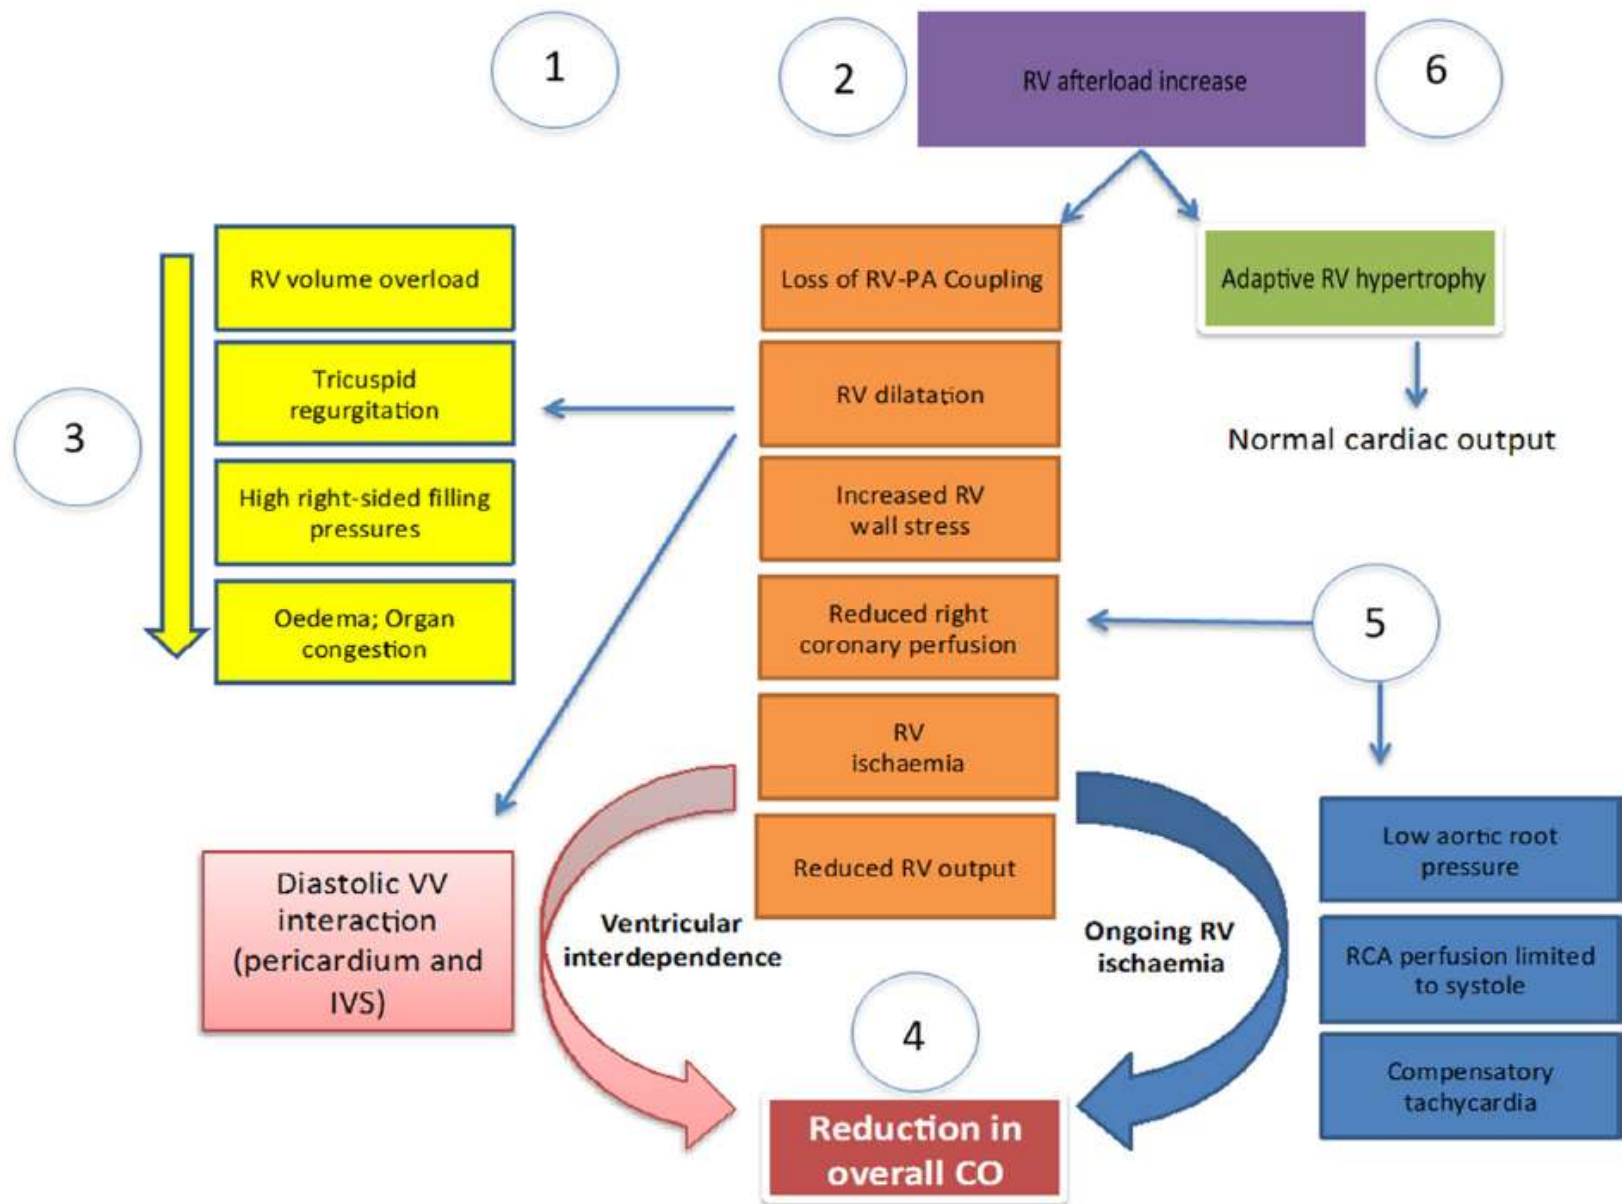 1
2
RV afterload increase
6
RV volume overload
Loss of RV-PA Coupling
Adaptive RV hypertrophy
Tricuspid
regurgitation
RV dilatation
Normal cardiac output
3
High right-sided filling
pressures
Increased RV
wall stress
Oedema; Organ
congestion
Reduced right
coronary perfusion
5
RV
ischaemia
Low aortic root
pressure
Reduced RV output
Diastolic VV
interaction
(pericardium and
IVS)
Ventricular
interdependence
Ongoing RV
ischaemia
RCA perfusion limited
to systole
4
Compensatory
tachycardia
Reduction in
overall CO